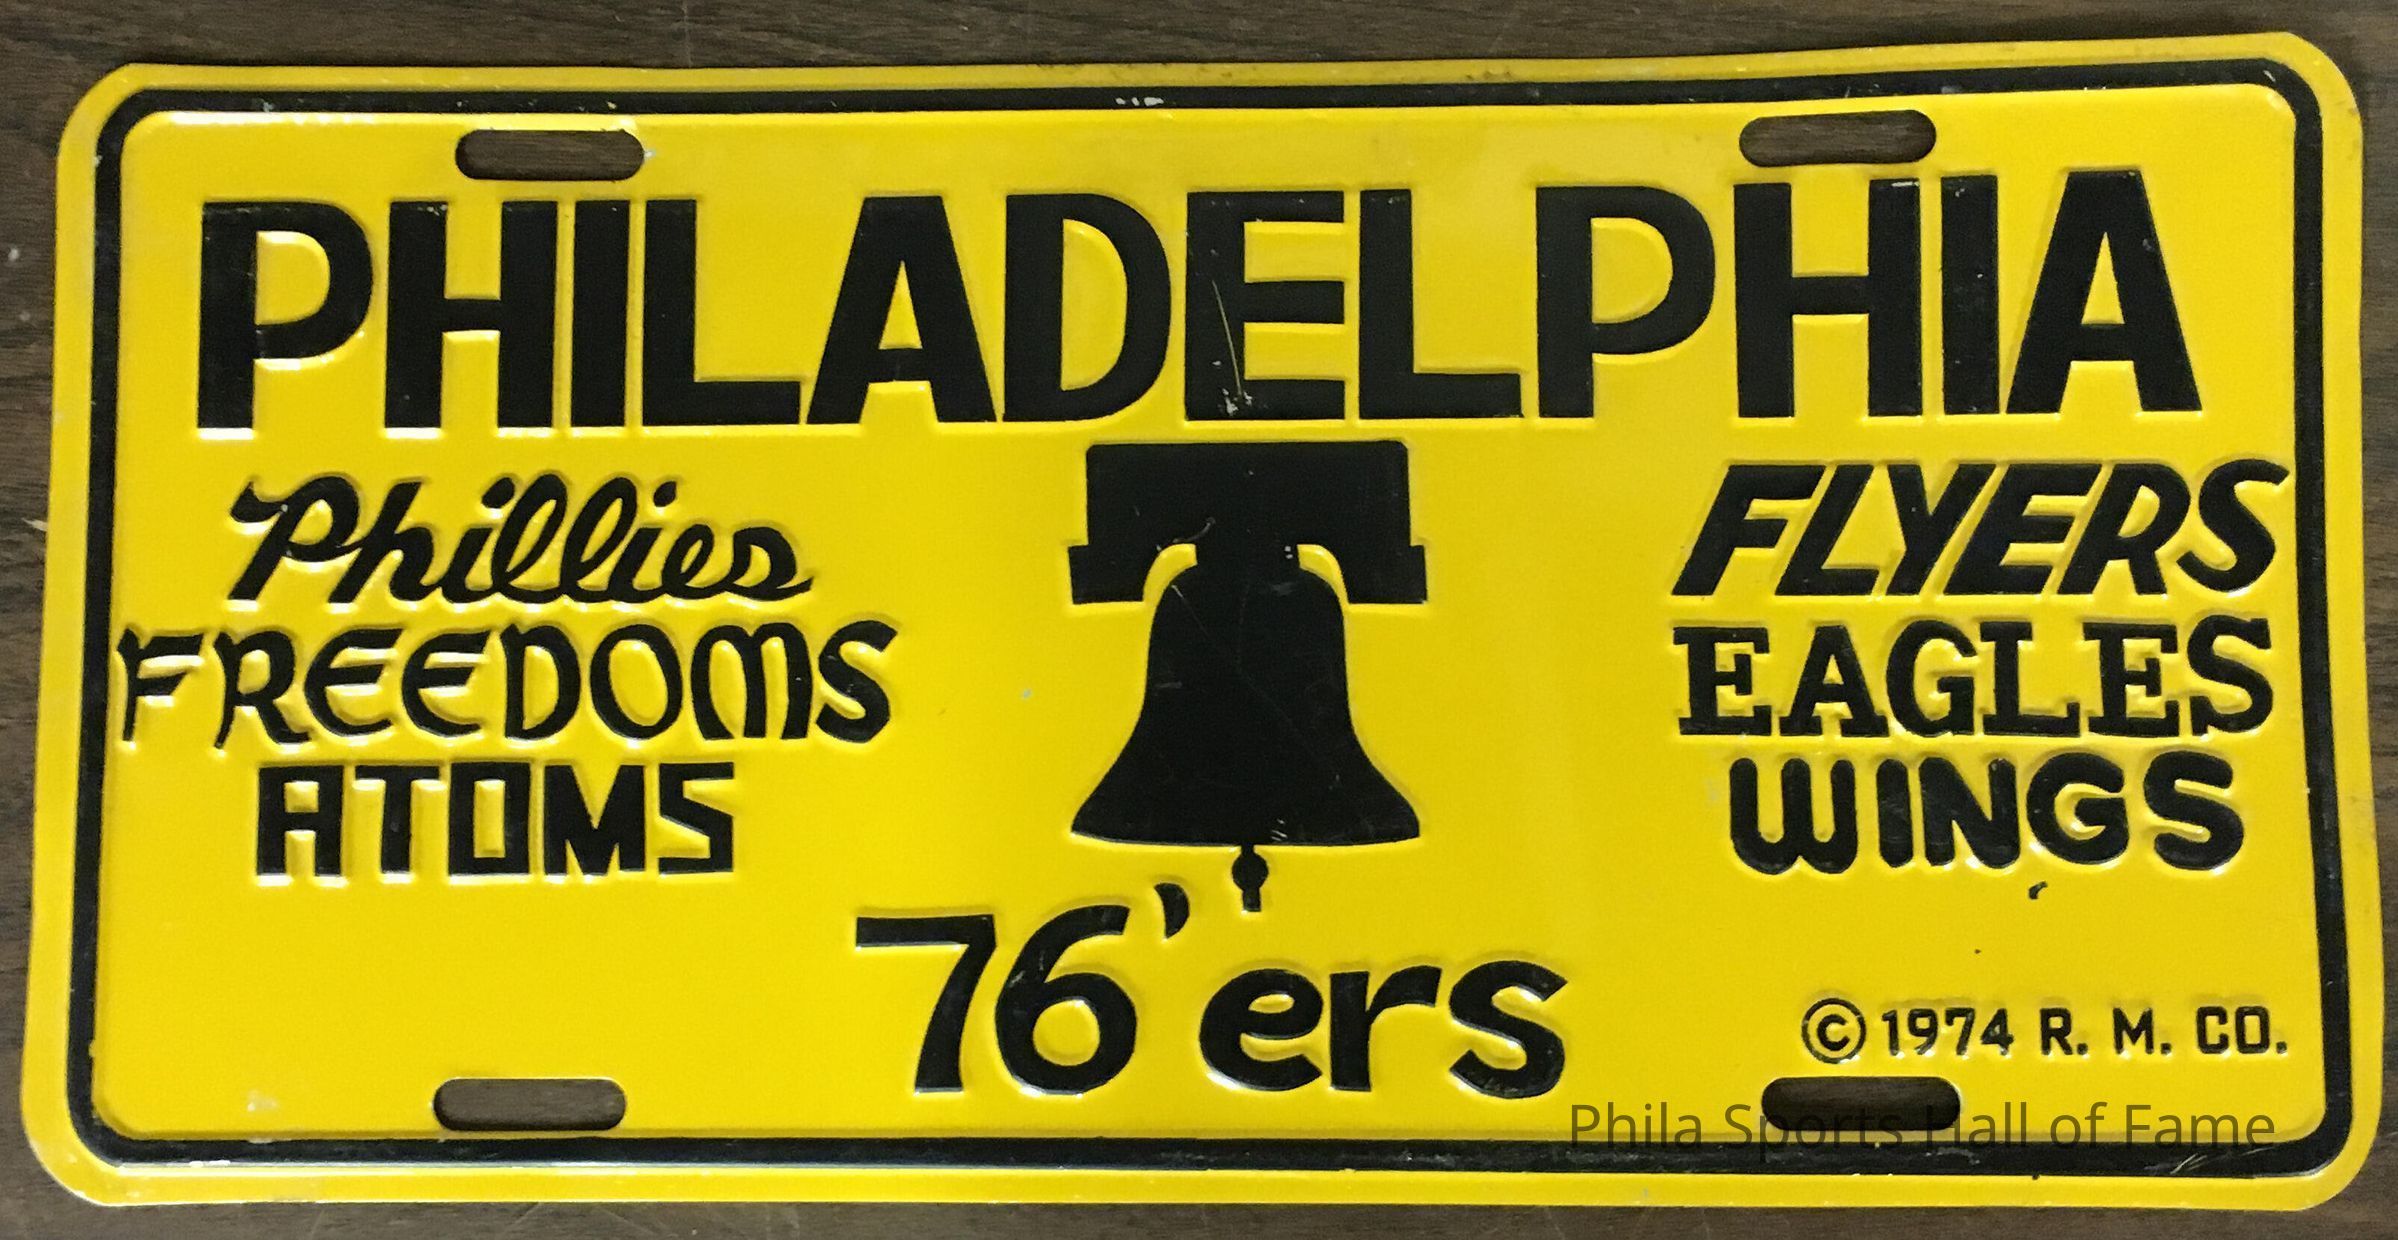 PHILADELPHIA
Phillies
FREEDOMS
ATOMS
FLYERS
EAGLES
WINGS
76'ers
© 1974 R. M. CO.
Phila Sports Hall of Fame